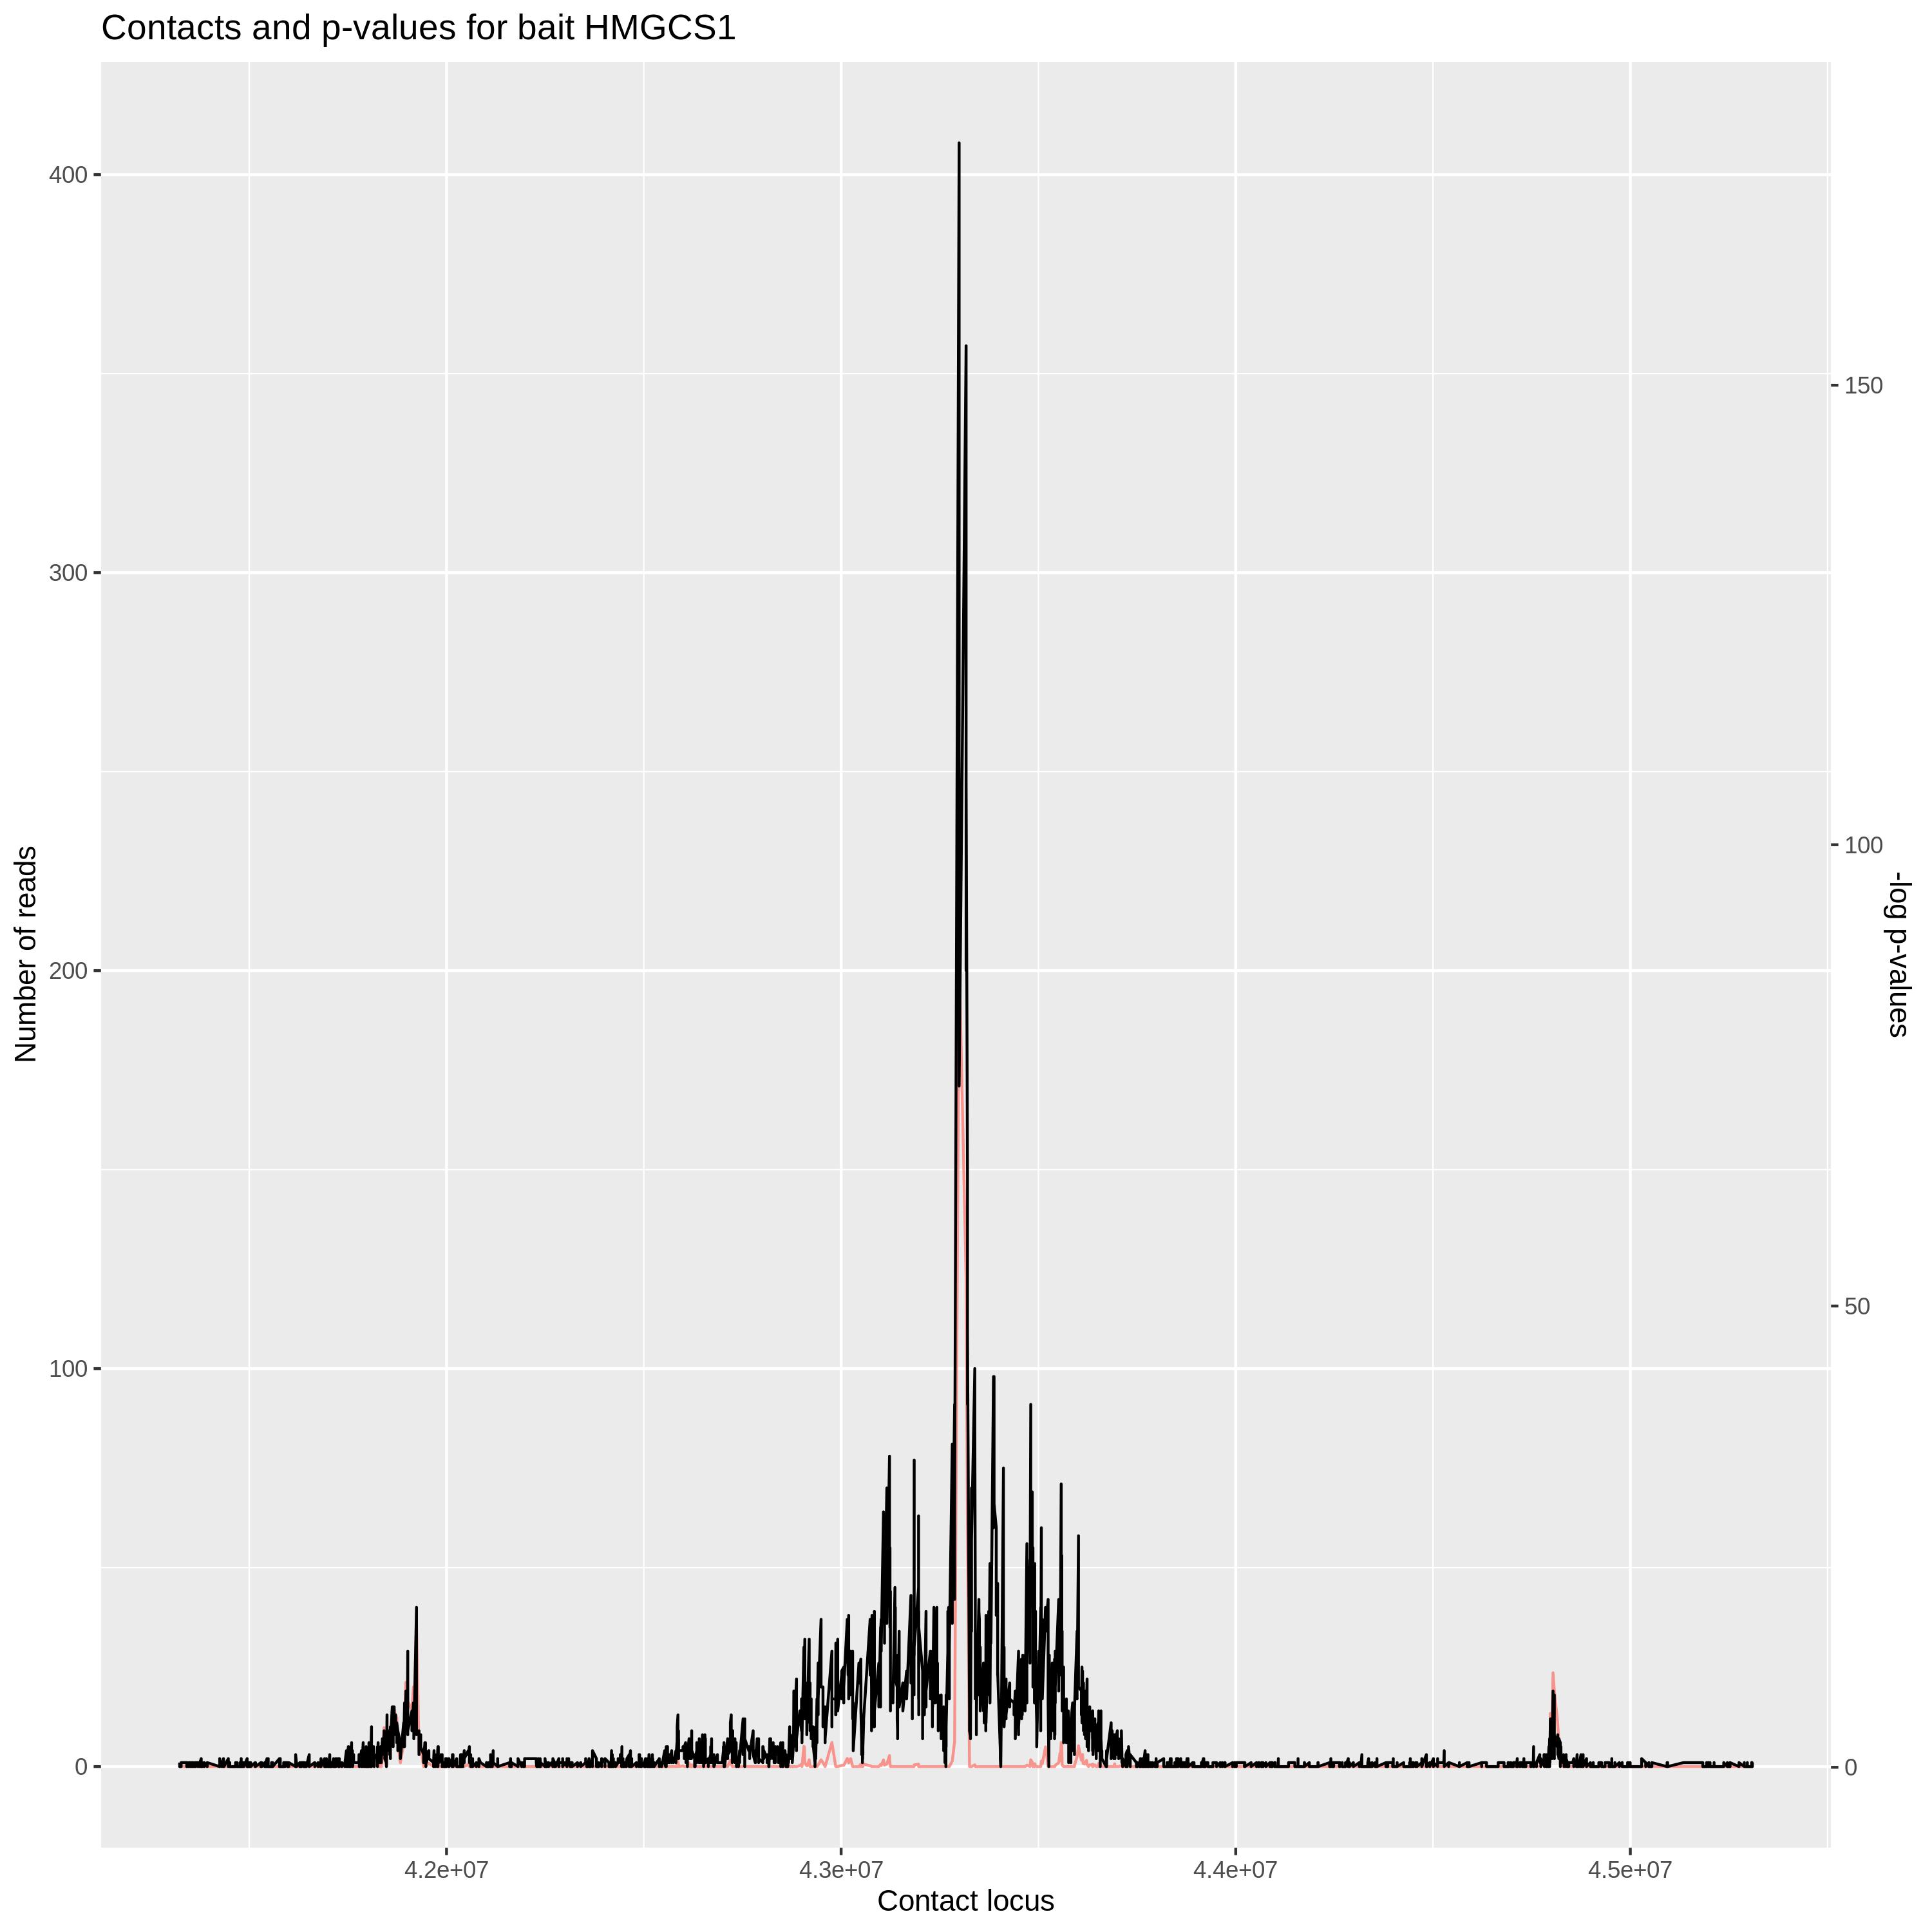 Contacts and p-values for bait HMGCS1
400
300
200
100
0
Number of reads
150
100
50
0
-log p-values
4.2e+07
4.3e+07
4.4e+07
4.5e+07
Contact locus